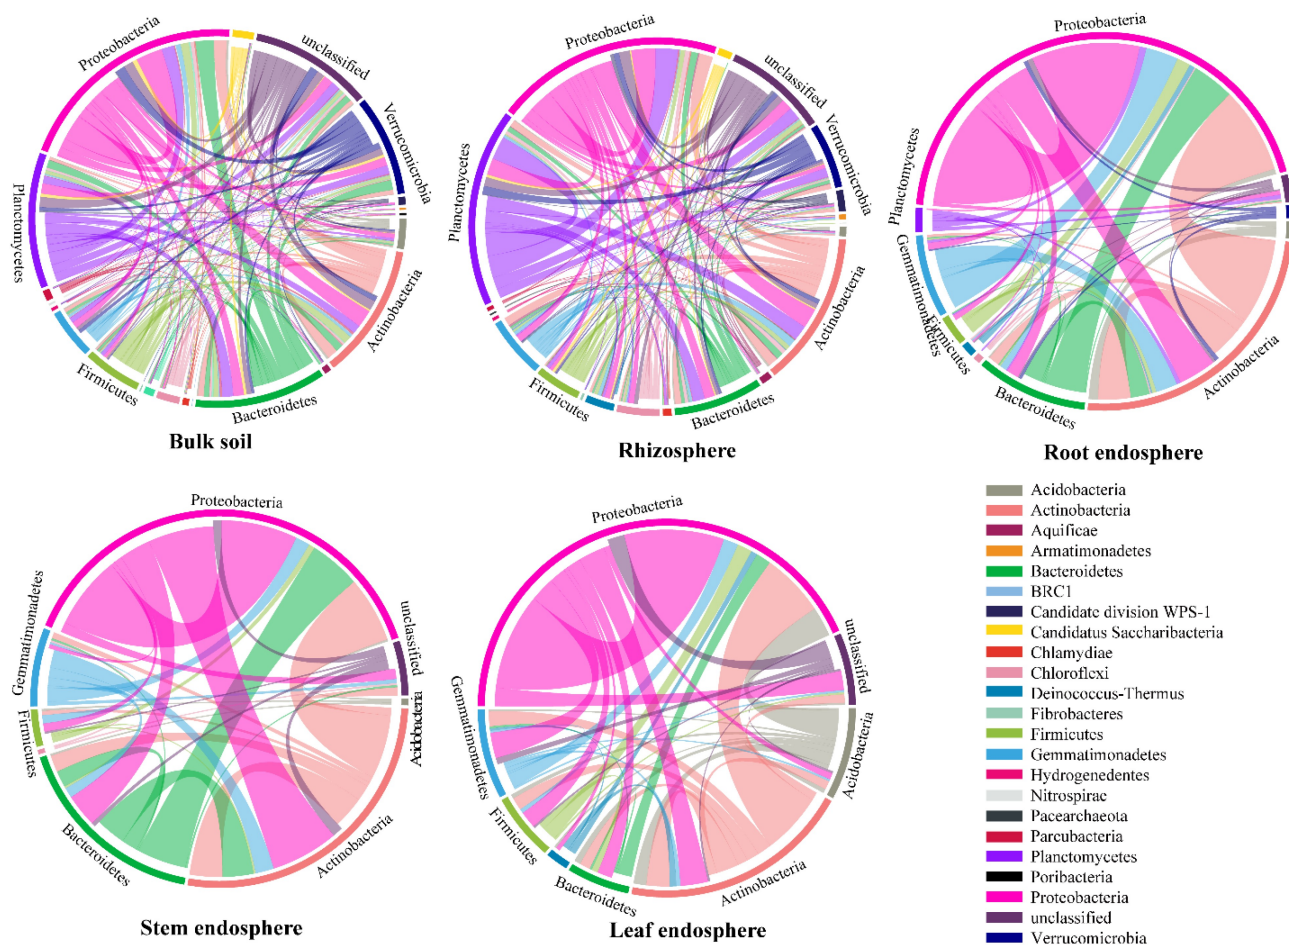 Proteobacteria
unclassified
Verrucomicrobia
Actinobacteria
Bacteroidetes
Firmicutes
Planctomycetes
Bulk soil
Proteobacteria
unclassified
Verrucomicrobia
Actinobacteria
Bacteroidetes
Firmicutes
Planctomycetes
Rhizosphere
Proteobacteria
Actinobacteria
Bacteroidetes
Firmicutes
Gemmatimonadetes
Planctomycetes
Root endosphere
Proteobacteria
unclassified
Acidobacteria
Actinobacteria
Bacteroidetes
Firmicutes
Gemmatimonadetes
Stem endosphere
Proteobacteria
unclassified
Acidobacteria
Actinobacteria
Bacteroidetes
Firmicutes
Gemmatimonadetes
Leaf endosphere
Acidobacteria
Actinobacteria
Aquificae
Armatimonadetes
Bacteroidetes
BRC1
Candidate division WPS-1
Candidatus Saccharibacteria
Chlamydiae
Chloroflexi
Deinococcus-Thermus
Fibrobacteres
Firmicutes
Gemmatimonadetes
Hydrogenedentes
Nitrospirae
Pacearchaeota
Parcubacteria
Planctomycetes
Poribacteria
Proteobacteria
unclassified
Verrucomicrobia